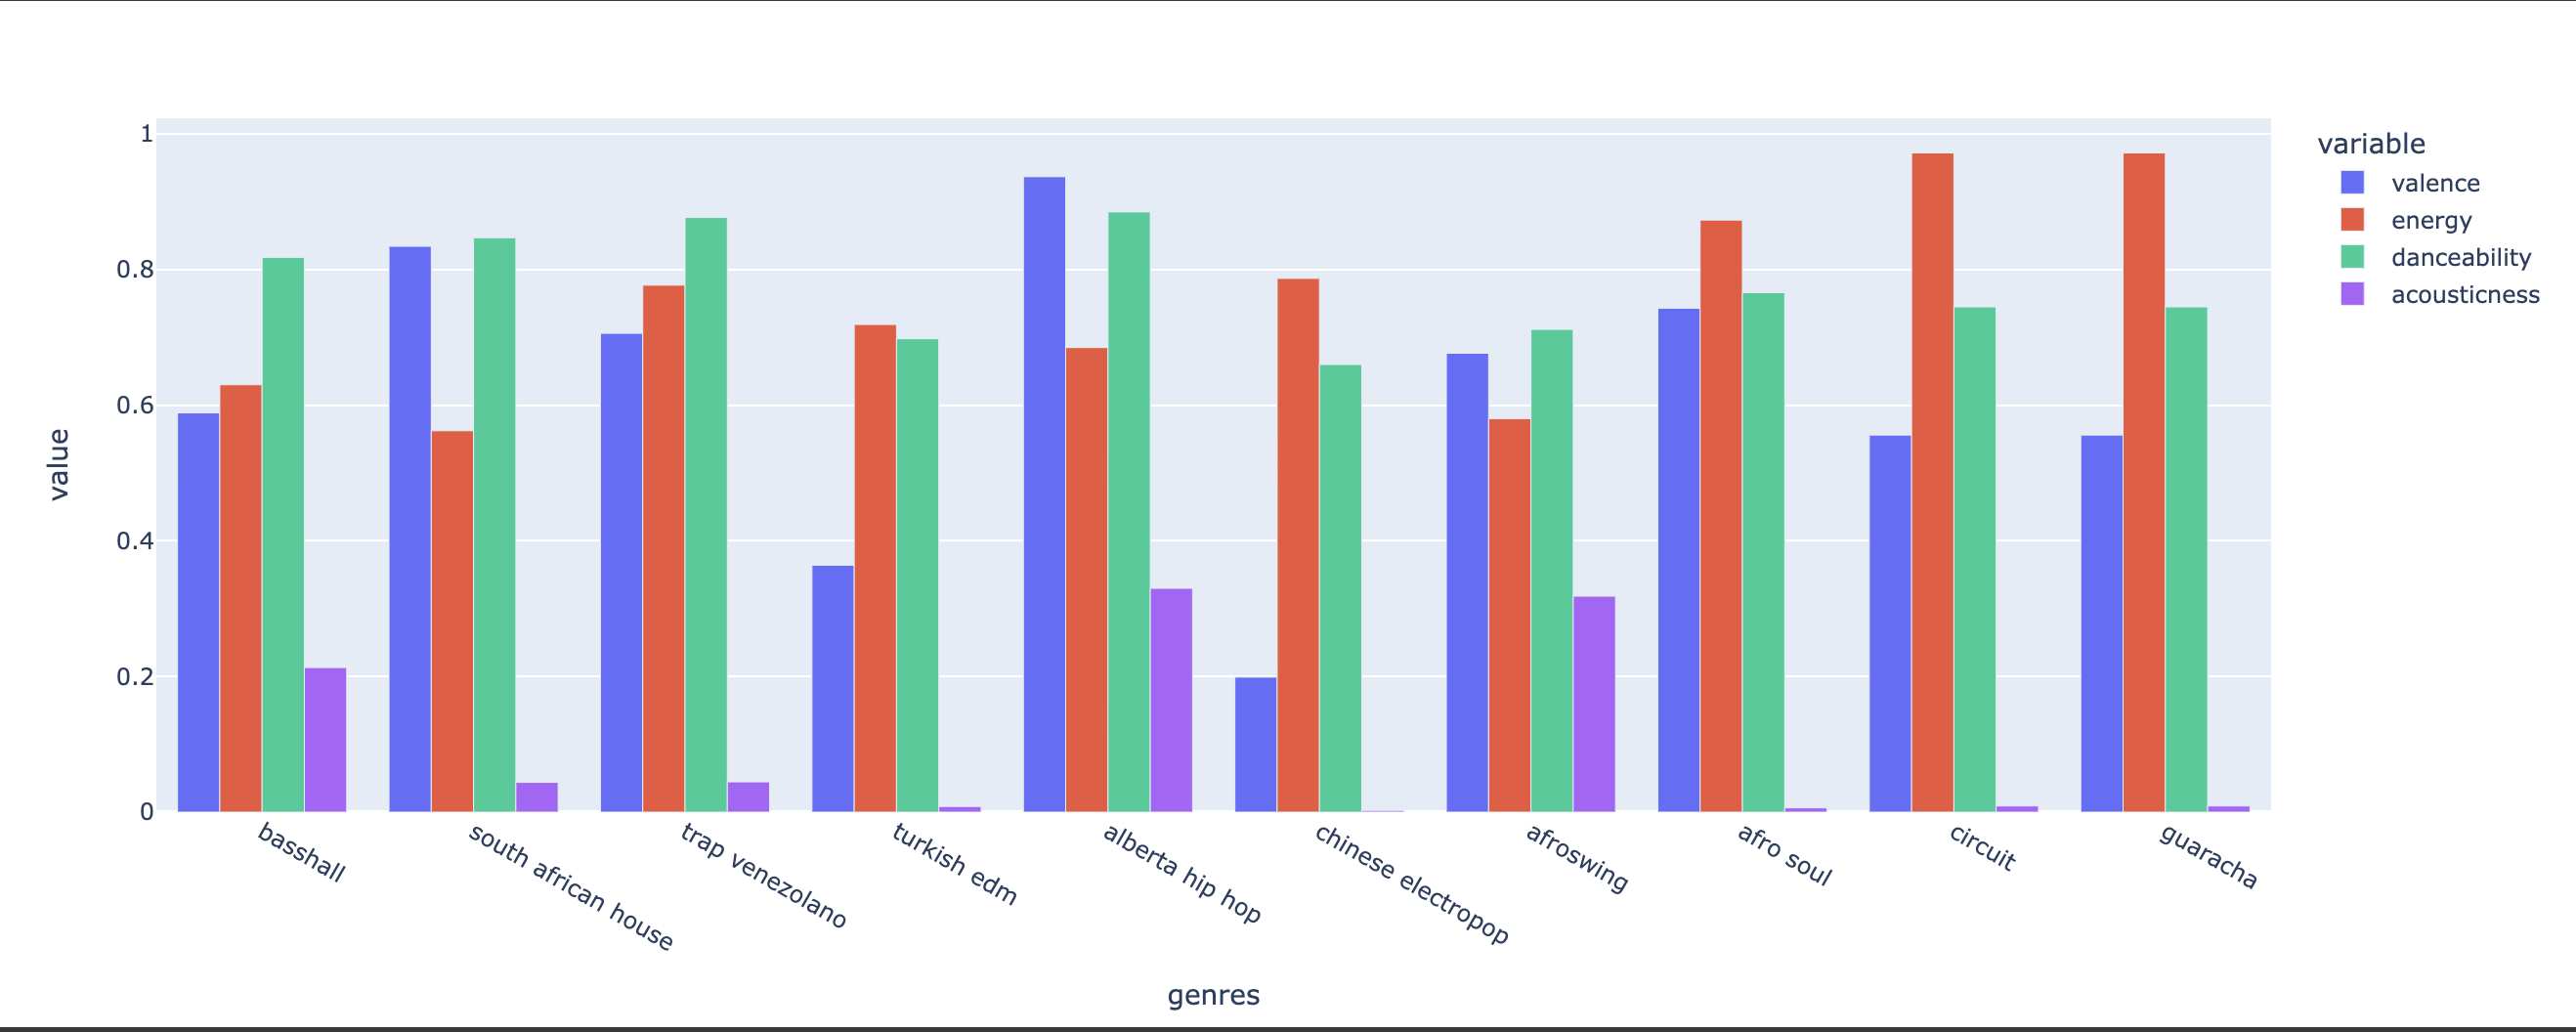 variable
valence
energy
danceability
acousticness
value
1
0.8
0.6
0.4
0.2
0
basshall
south african house
trap venezolano
turkish edm
alberta hip hop
chinese electropop
afroswing
afro soul
circuit
guaracha
genres